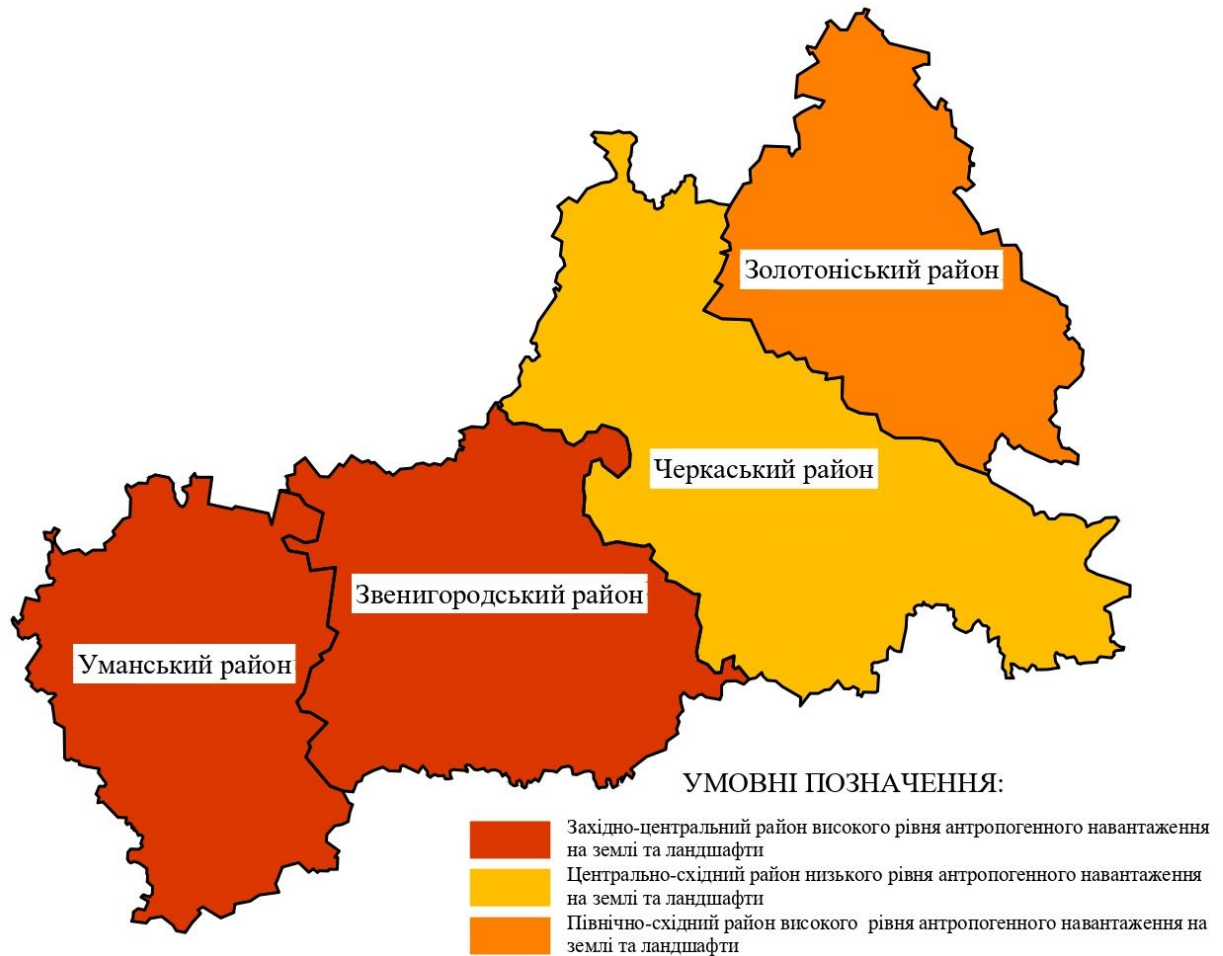 Золотоніський район
Черкаський район
Звенигородський район
Уманський район
УМОВНІ ПОЗНАЧЕННЯ:
Західно-центральний район високого рівня антропогенного навантаження
на землі та ландшафти
Центрально-східний район низького рівня антропогенного навантаження
на землі та ландшафти
Північно-східний район високого рівня антропогенного навантаження на
землі та ландшафти